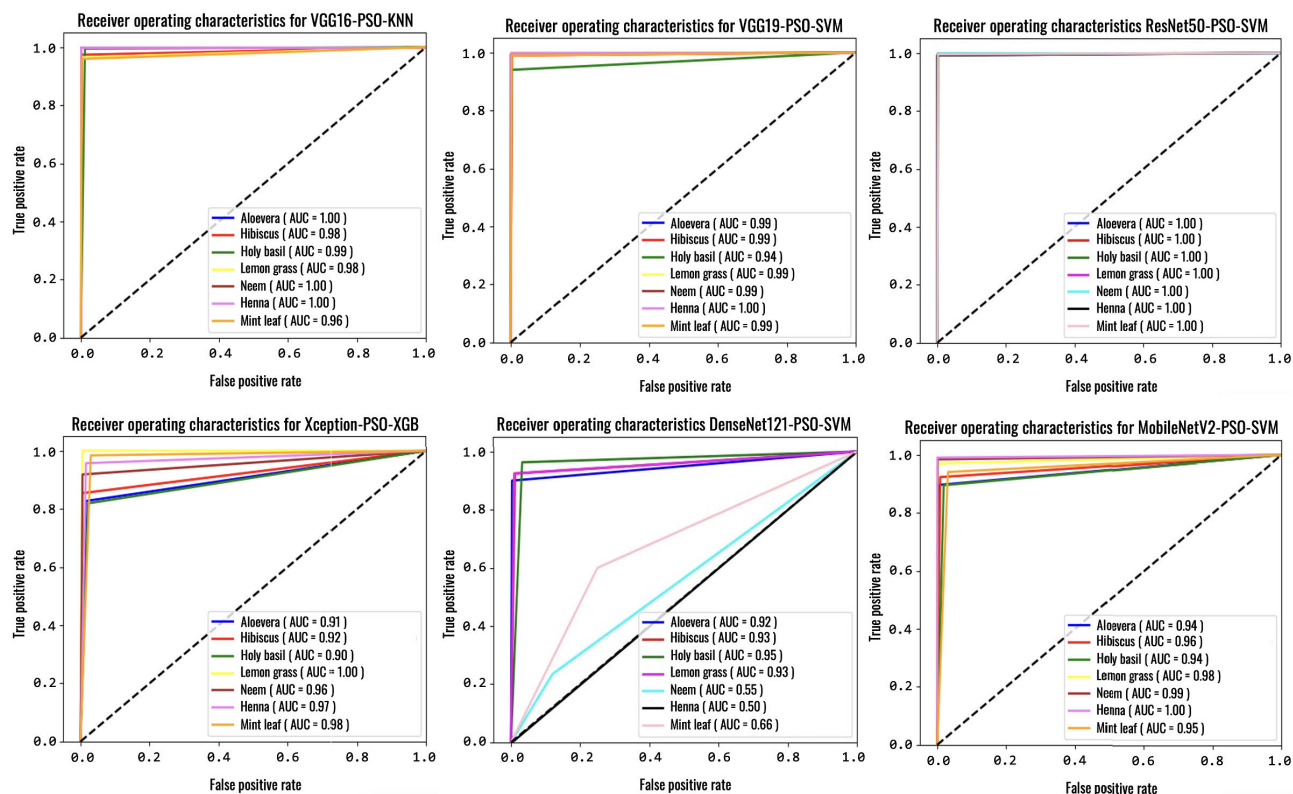 Receiver operating characteristics for VGG16-PSO-KNN
1.0
0.8
0.6
0.4
0.2
0.0
True positive rate
Aloevera ( AUC = 1.00 )
Hibiscus ( AUC = 0.98 )
Holy basil ( AUC = 0.99 )
Lemon grass ( AUC = 0.98 )
Neem ( AUC = 1.00 )
Henna ( AUC = 1.00 )
Mint leaf ( AUC = 0.96 )
0.0 0.2 0.4 0.6 0.8 1.0
False positive rate
Receiver operating characteristics for VGG19-PSO-SVM
1.0
0.8
0.6
0.4
0.2
0.0
True positive rate
Aloevera ( AUC = 0.99 )
Hibiscus ( AUC = 0.99 )
Holy basil ( AUC = 0.94 )
Lemon grass ( AUC = 0.99 )
Neem ( AUC = 0.99 )
Henna ( AUC = 1.00 )
Mint leaf ( AUC = 0.99 )
0.0 0.2 0.4 0.6 0.8 1.0
False positive rate
Receiver operating characteristics ResNet50-PSO-SVM
1.0
0.8
0.6
0.4
0.2
0.0
True positive rate
Aloevera ( AUC = 1.00 )
Hibiscus ( AUC = 1.00 )
Holy basil ( AUC = 1.00 )
Lemon grass ( AUC = 1.00 )
Neem ( AUC = 1.00 )
Henna ( AUC = 1.00 )
Mint leaf ( AUC = 1.00 )
0.0 0.2 0.4 0.6 0.8 1.0
False positive rate
Receiver operating characteristics for Xception-PSO-XGB
1.0
0.8
0.6
0.4
0.2
0.0
True positive rate
Aloevera ( AUC = 0.91 )
Hibiscus ( AUC = 0.92 )
Holy basil ( AUC = 0.90 )
Lemon grass ( AUC = 1.00 )
Neem ( AUC = 0.96 )
Henna ( AUC = 0.97 )
Mint leaf ( AUC = 0.98 )
0.0 0.2 0.4 0.6 0.8 1.0
False positive rate
Receiver operating characteristics DenseNet121-PSO-SVM
1.0
0.8
0.6
0.4
0.2
0.0
True positive rate
Aloevera ( AUC = 0.92 )
Hibiscus ( AUC = 0.93 )
Holy basil ( AUC = 0.95 )
Lemon grass ( AUC = 0.93 )
Neem ( AUC = 0.55 )
Henna ( AUC = 0.50 )
Mint leaf ( AUC = 0.66 )
0.0 0.2 0.4 0.6 0.8 1.0
False positive rate
Receiver operating characteristics for MobileNetV2-PSO-SVM
1.0
0.8
0.6
0.4
0.2
0.0
True positive rate
Aloevera ( AUC = 0.94 )
Hibiscus ( AUC = 0.96 )
Holy basil ( AUC = 0.94 )
Lemon grass ( AUC = 0.98 )
Neem ( AUC = 0.99 )
Henna ( AUC = 1.00 )
Mint leaf ( AUC = 0.95 )
0.0 0.2 0.4 0.6 0.8 1.0
False positive rate